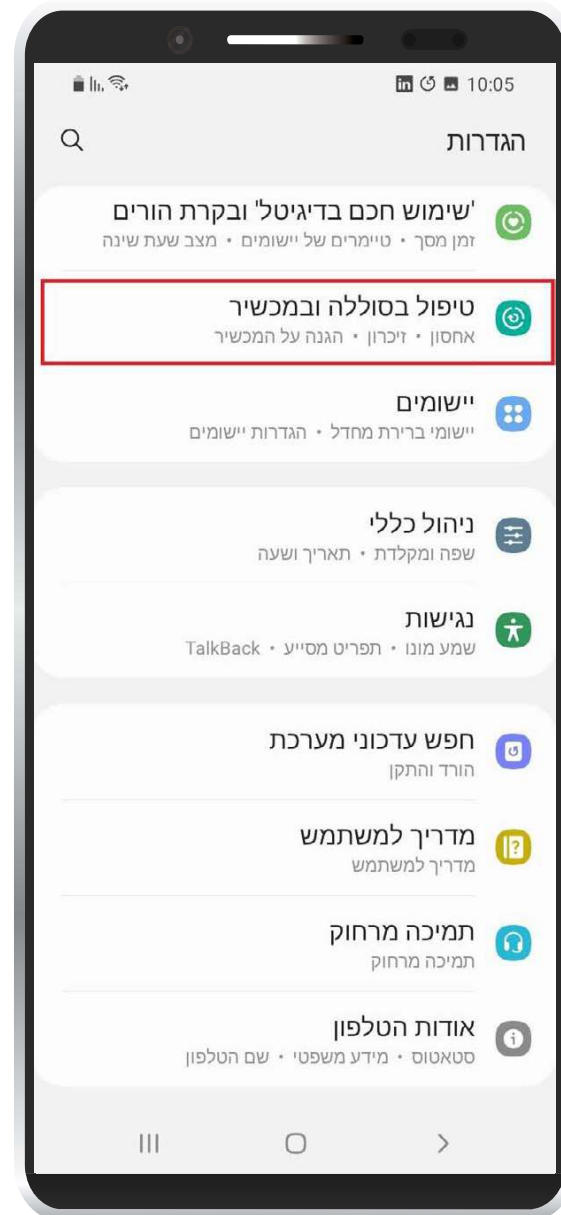 10:05
הגדרות
'שימוש חכם בדיגיטל' ובקרת הורים
זמן מסך • טיימרים של יישומים • מצב שעת שינה
טיפול בסוללה ובמכשיר
אחסון • זיכרון • הגנה על המכשיר
יישומים
יישומי ברירת מחדל • הגדרות יישומים
ניהול כללי
שפה ומקלדת • תאריך ושעה
נגישות
שמע מונו • תפריט מסייע • TalkBack
חפש עדכוני מערכת
הורד והתקן
מדריך למשתמש
מדריך למשתמש
תמיכה מרחוק
תמיכה מרחוק
אודות הטלפון
סטאטוס • מידע משפטי • שם הטלפון